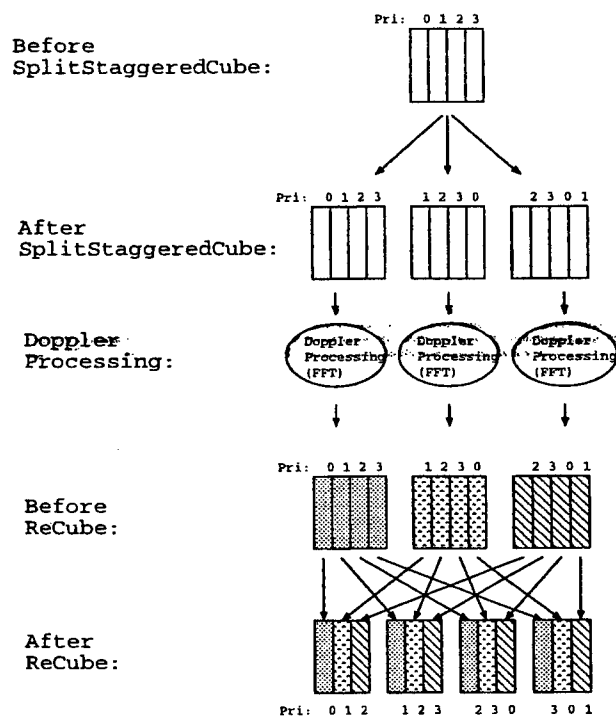 Pri: 0 1 2 3
Before
SplitStaggeredCube:
Pri: 0 1 2 3 1 2 3 0 2 3 0 1
After
SplitStaggeredCube:
Doppler
Processing:
Doppler Doppler Doppler
Processing Processing Processing
(FFT) (FFT) (FFT)
Pri: 0 1 2 3 1 2 3 0 2 3 0 1
Before
ReCube:
After
ReCube:
Pri: 0 1 2 1 2 3 2 3 0 3 0 1